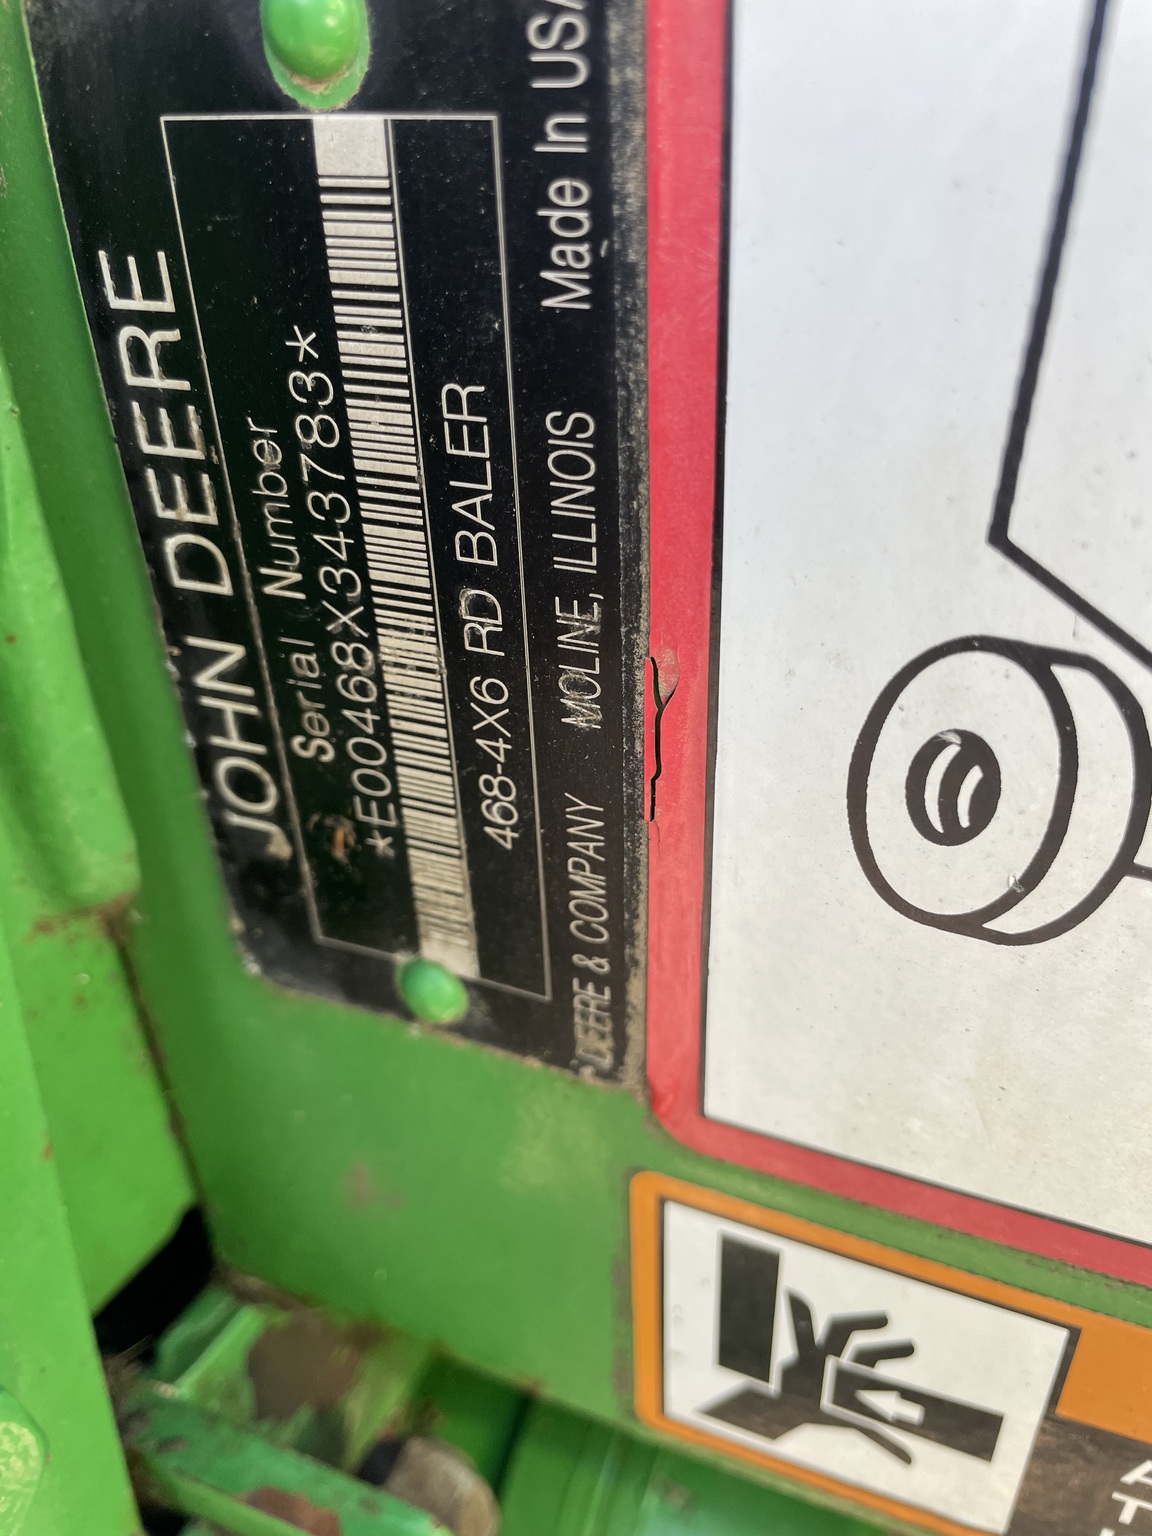 JOHN DEERE
Serial Number
*E00468X343783*
468-4X6 RD BALER
DEERE & COMPANY MOLINE, ILLINOIS Made In USA
A
T